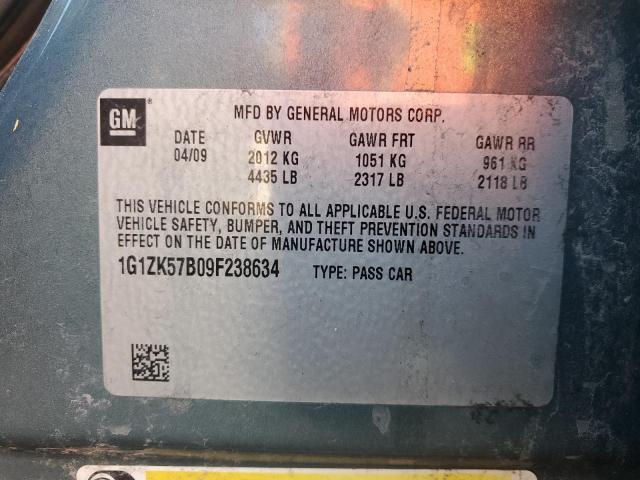 GM ® MFD BY GENERAL MOTORS CORP.
DATE GVWR GAWR FRT GAWR RR
04/09 2012 KG 1051 KG 961 KG
4435 LB 2317 LB 2118 LB
THIS VEHICLE CONFORMS TO ALL APPLICABLE U.S. FEDERAL MOTOR
VEHICLE SAFETY, BUMPER, AND THEFT PREVENTION STANDARDS IN
EFFECT ON THE DATE OF MANUFACTURE SHOWN ABOVE.
1G1ZK57B09F238634 TYPE: PASS CAR